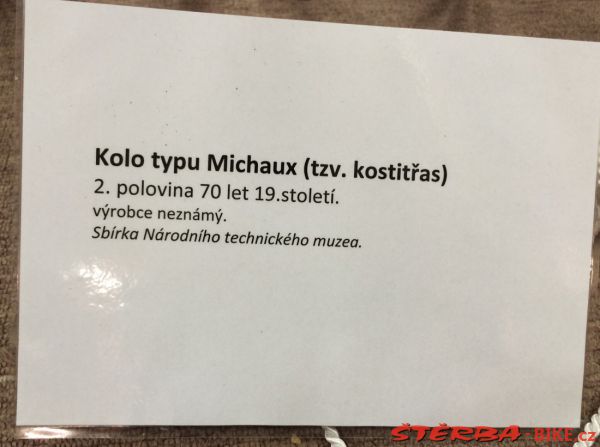 Kolo typu Michaux (tzv. kostitřas)
2. polovina 70 let 19.století.
výrobce neznámý.
Sbírka Národního technického muzea.
ŠTĚRBA-BIKE.cz